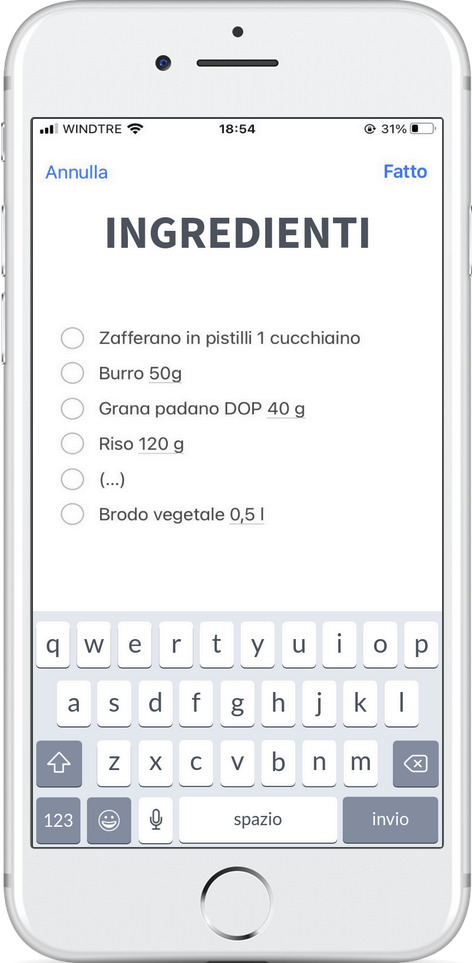 WINDTRE 18:54 31%
Annulla Fatto
INGREDIENTI
Zafferano in pistilli 1 cucchiaino
Burro 50g
Grana padano DOP 40 g
Riso 120 g
(...)
Brodo vegetale 0,5 l
q w e r t y u i o p
a s d f g h j k l
z x c v b n m
123 spazio invio